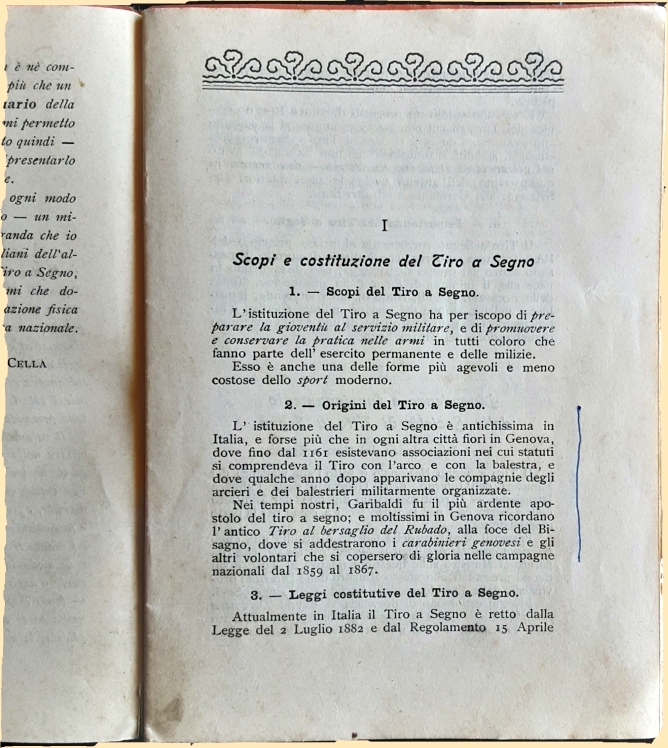 è nè com-
più che un
della
mi permetto
to quindi —
presentarlo
e.
ogni modo
o — un mi-
randa che io
liani dell'al-
Tiro a Segno,
mi che do-
azione fisica
a nazionale.
CELLA
I
Scopi e costituzione del Tiro a Segno
1. — Scopi del Tiro a Segno.
L'istituzione del Tiro a Segno ha per iscopo di pre-
parare la gioventù al servizio militare, e di promuovere
e conservare la pratica nelle armi in tutti coloro che
fanno parte dell' esercito permanente e delle milizie.
Esso è anche una delle forme più agevoli e meno
costose dello sport moderno.
2. — Origini del Tiro a Segno.
L' istituzione del Tiro a Segno è antichissima in
Italia, e forse più che in ogni altra città fiorì in Genova,
dove fino dal 1161 esistevano associazioni nei cui statuti
si comprendeva il Tiro con l'arco e con la balestra, e
dove qualche anno dopo apparivano le compagnie degli
arcieri e dei balestrieri militarmente organizzate.
Nei tempi nostri, Garibaldi fu il più ardente apo-
stolo del tiro a segno; e moltissimi in Genova ricordano
l' antico Tiro al bersaglio del Rubado, alla foce del Bi-
sagno, dove si addestrarono i carabinieri genovesi e gli
altri volontari che si copersero di gloria nelle campagne
nazionali dal 1859 al 1867.
3. — Leggi costitutive del Tiro a Segno.
Attualmente in Italia il Tiro a Segno è retto dalla
Legge del 2 Luglio 1882 e dal Regolamento 15 Aprile